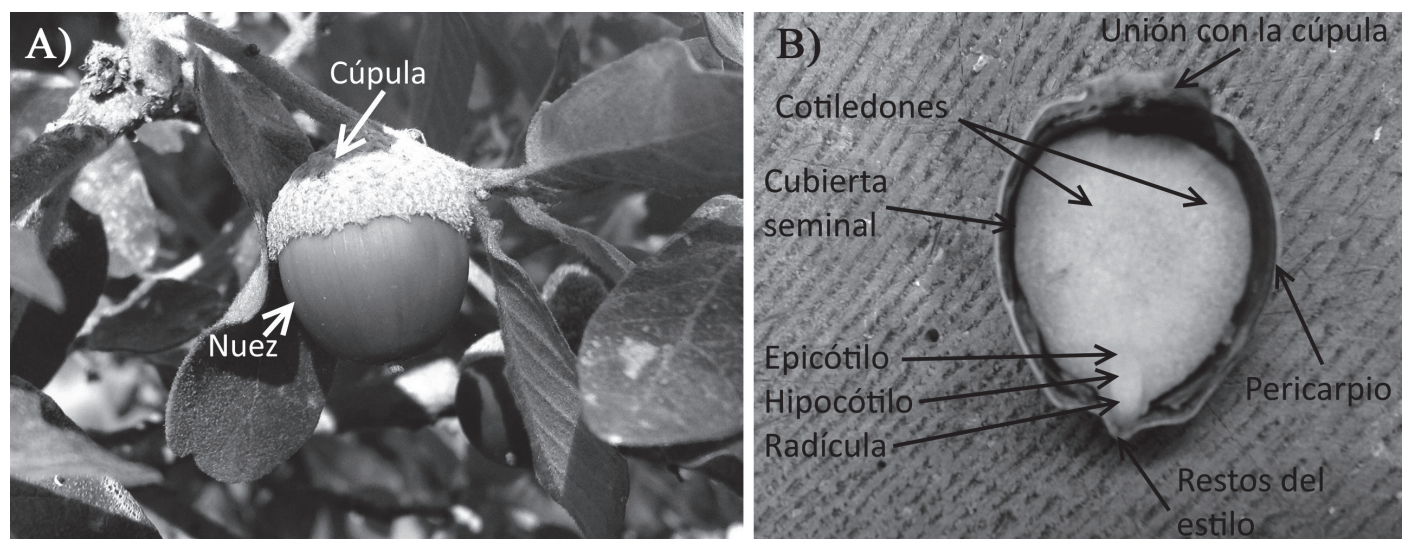 A)
Cúpula
Nuez
B)
Unión con la cúpula
Cotiledones
Cubierta
seminal
Epicótilo
Hipocótilo
Radícula
Pericarpio
Restos del
estilo